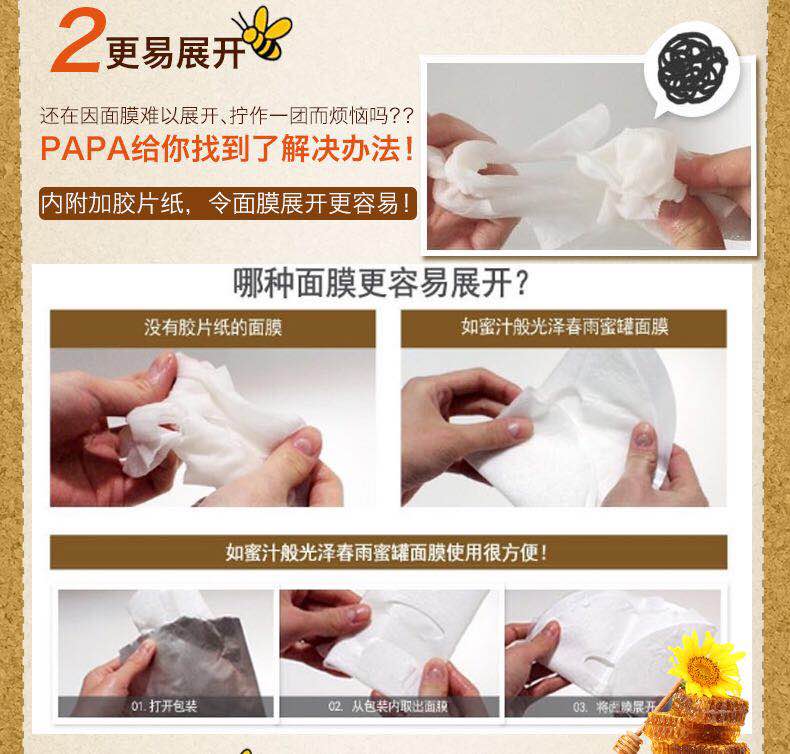 2更易展开
还在因面膜难以展开、拧作一团而烦恼吗??
PAPA给你找到了解决办法!
内附加胶片纸，令面膜展开更容易!
哪种面膜更容易展开?
没有胶片纸的面膜
如蜜汁般光泽春雨蜜罐面膜
如蜜汁般光泽春雨蜜罐面膜使用很方便!
01.打开包装
02. 从包装内取出面膜
03. 将面膜展开